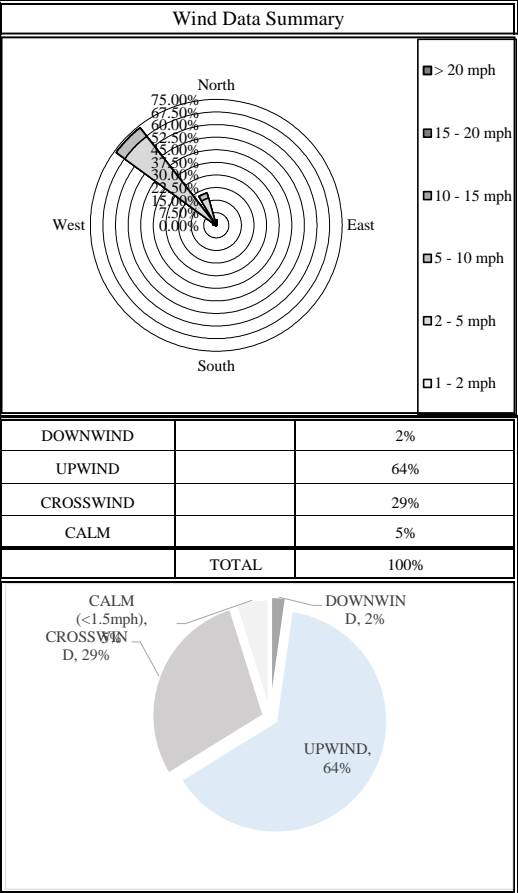 Wind Data Summary
North
75.00%
67.50%
60.00%
52.50%
45.00%
37.50%
30.00%
22.50%
15.00%
7.50%
0.00%
West
East
South
> 20 mph
15 - 20 mph
10 - 15 mph
5 - 10 mph
2 - 5 mph
1 - 2 mph
DOWNWIND 2%
UPWIND 64%
CROSSWIND 29%
CALM 5%
TOTAL 100%
CALM
(<1.5mph),
5%
CROSSWIN
D, 29%
DOWNWIN
D, 2%
UPWIND,
64%